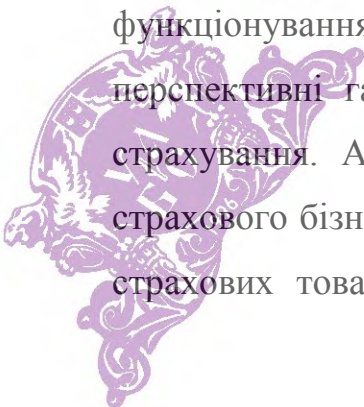 функціонування
перспективні га
страхування. А
страхового бізн
страхових това